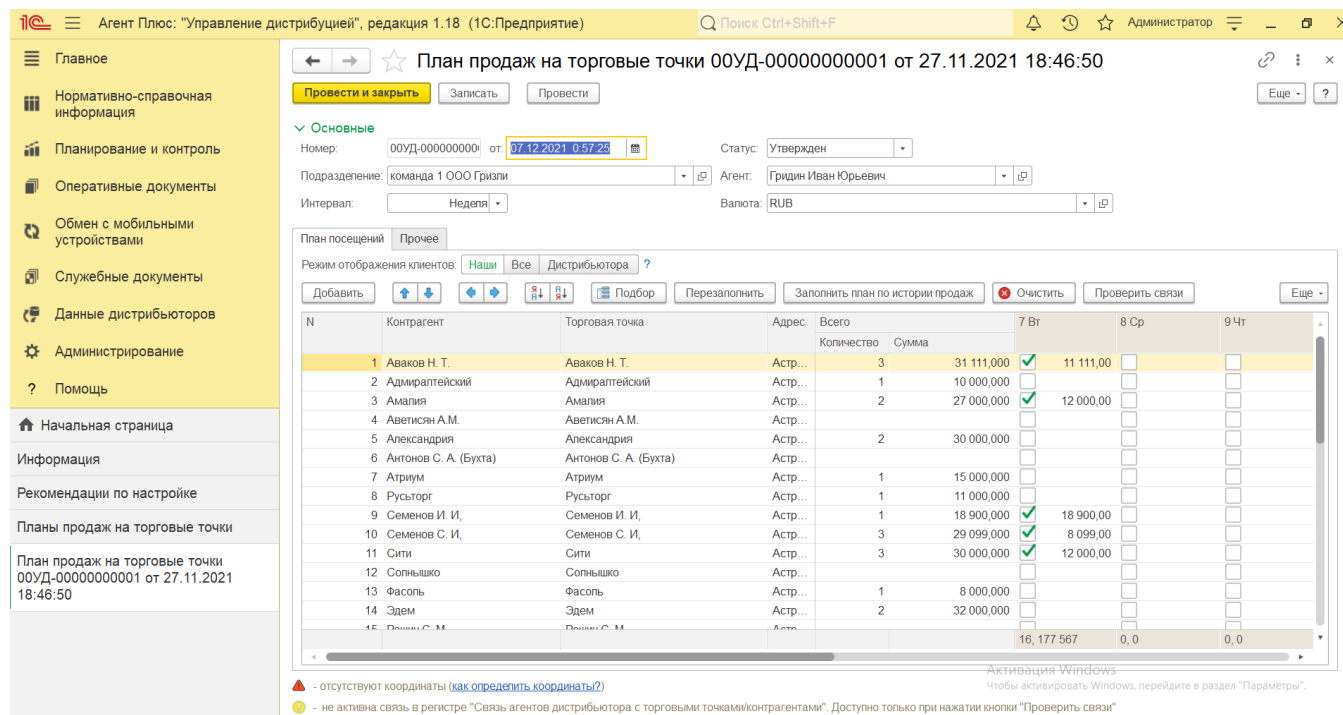 1С Агент Плюс: "Управление дистрибуцией", редакция 1.18 (1С:Предприятие) Поиск Ctrl+Shift+F Администратор
Главное
Нормативно-справочная
информация
Планирование и контроль
Оперативные документы
Обмен с мобильными
устройствами
Служебные документы
Данные дистрибьюторов
Администрирование
? Помощь
Начальная страница
Информация
Рекомендации по настройке
Планы продаж на торговые точки
План продаж на торговые точки
00УД-00000000001 от 27.11.2021
18:46:50
План продаж на торговые точки 00УД-00000000001 от 27.11.2021 18:46:50
Провести и закрыть Записать Провести Еще ?
Основные
Номер: 00УД-000000000 от: 07.12.2021 0:57:25 Статус: Утвержден
Подразделение: команда 1 ООО Гризли Агент: Гридин Иван Юрьевич
Интервал: Неделя Валюта: RUB
План посещений Прочее
Режим отображения клиентов: Наши Все Дистрибьютора ?
Добавить Подбор Перезаполнить Заполнить план по истории продаж Очистить Проверить связи Еще
N Контрагент Торговая точка Адрес Всего 7 Вт 8 Ср 9 Чт
Количество Сумма
1 Аваков Н. Т. Аваков Н. Т. Астр... 3 31 111,000 11 111,00
2 Адмиралтейский Адмиралтейский Астр... 1 10 000,000
3 Амалия Амалия Астр... 2 27 000,000 12 000,00
4 Аветисян А.М. Аветисян А.М. Астр...
5 Александрия Александрия Астр... 2 30 000,000
6 Антонов С. А. (Бухта) Антонов С. А. (Бухта) Астр...
7 Атриум Атриум Астр... 1 15 000,000
8 Русьторг Русьторг Астр... 1 11 000,000
9 Семенов И. И, Семенов И. И, Астр... 1 18 900,000 18 900,00
10 Семенов С. И, Семенов С. И, Астр... 3 29 099,000 8 099,00
11 Сити Сити Астр... 3 30 000,000 12 000,00
12 Солнышко Солнышко Астр...
13 Фасоль Фасоль Астр... 1 8 000,000
14 Эдем Эдем Астр... 2 32 000,000
16, 177 567 0, 0 0, 0
Активация Windows
Чтобы активировать Windows, перейдите в раздел "Параметры".
- отсутствуют координаты (как определить координаты?)
- не активна связь в регистре "Связь агентов дистрибьютора с торговыми точками/контрагентами". Доступно только при нажатии кнопки "Проверить связи"